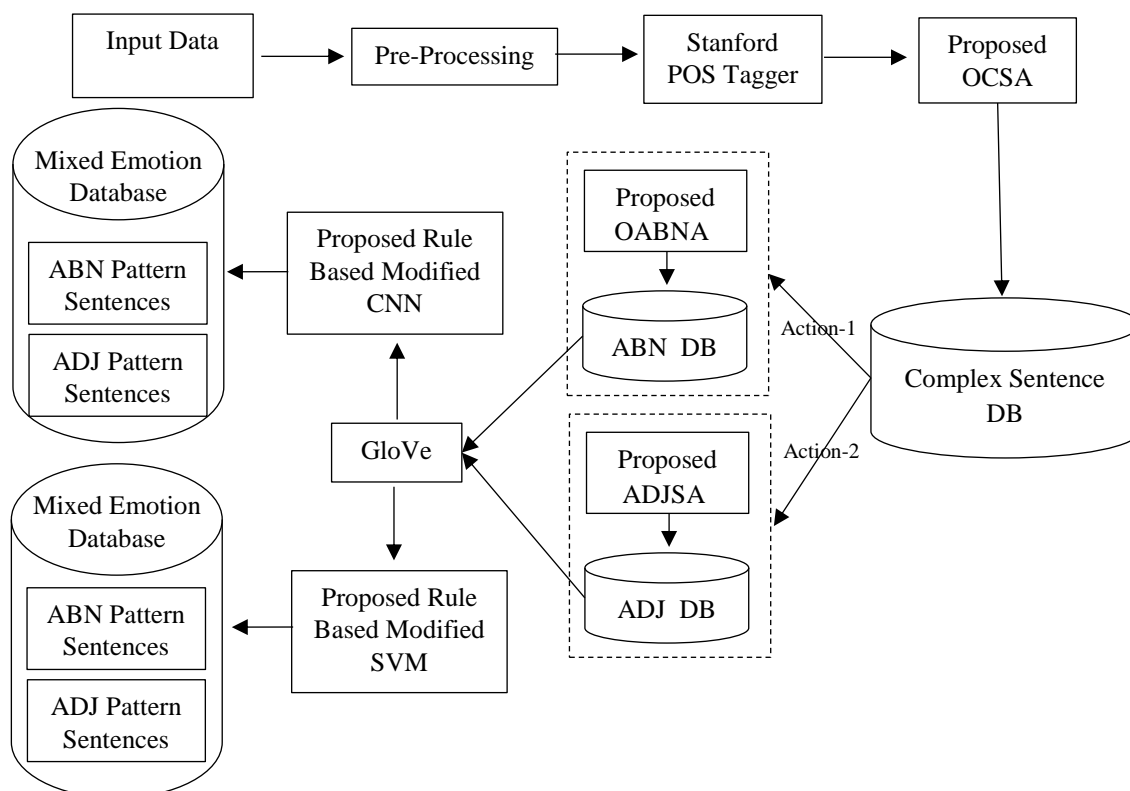 Input Data
Pre-Processing
Stanford
POS Tagger
Proposed
OCSA
Mixed Emotion
Database
ABN Pattern
Sentences
ADJ Pattern
Sentences
Proposed Rule
Based Modified
CNN
Proposed
OABNA
ABN DB
Action-1
Complex Sentence
DB
GloVe
Action-2
Proposed
ADJSA
ADJ DB
Mixed Emotion
Database
ABN Pattern
Sentences
ADJ Pattern
Sentences
Proposed Rule
Based Modified
SVM